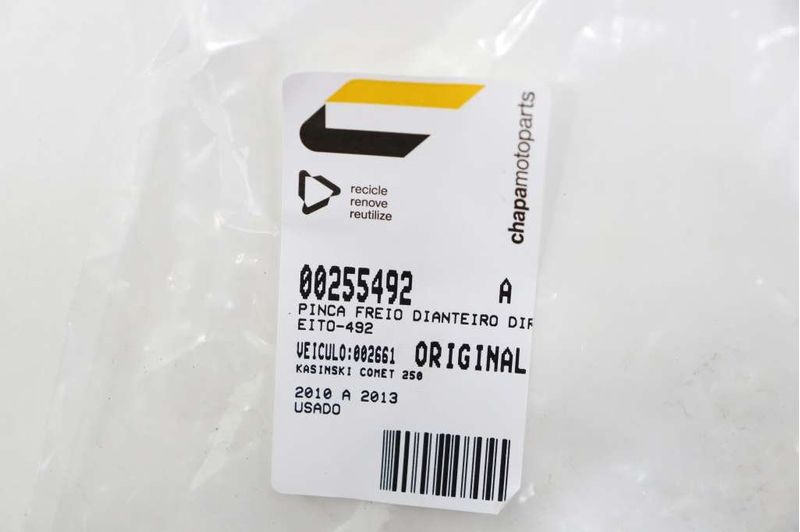 chapamotoparts
recicle
renove
reutilize
00255492 A
PINCA FREIO DIANTEIRO DIR
EITO-492
VEICULO:002661 ORIGINAL
KASINSKI COMET 250
2010 A 2013
USADO